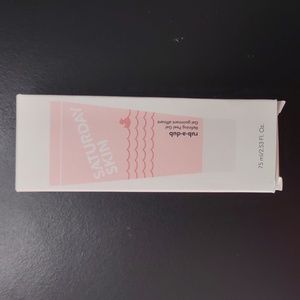 SATURDAY
SKIN
rub-a-dub
Refining Peel Gel
Gel gommant affinant
75 ml/2.53 Fl. Oz.